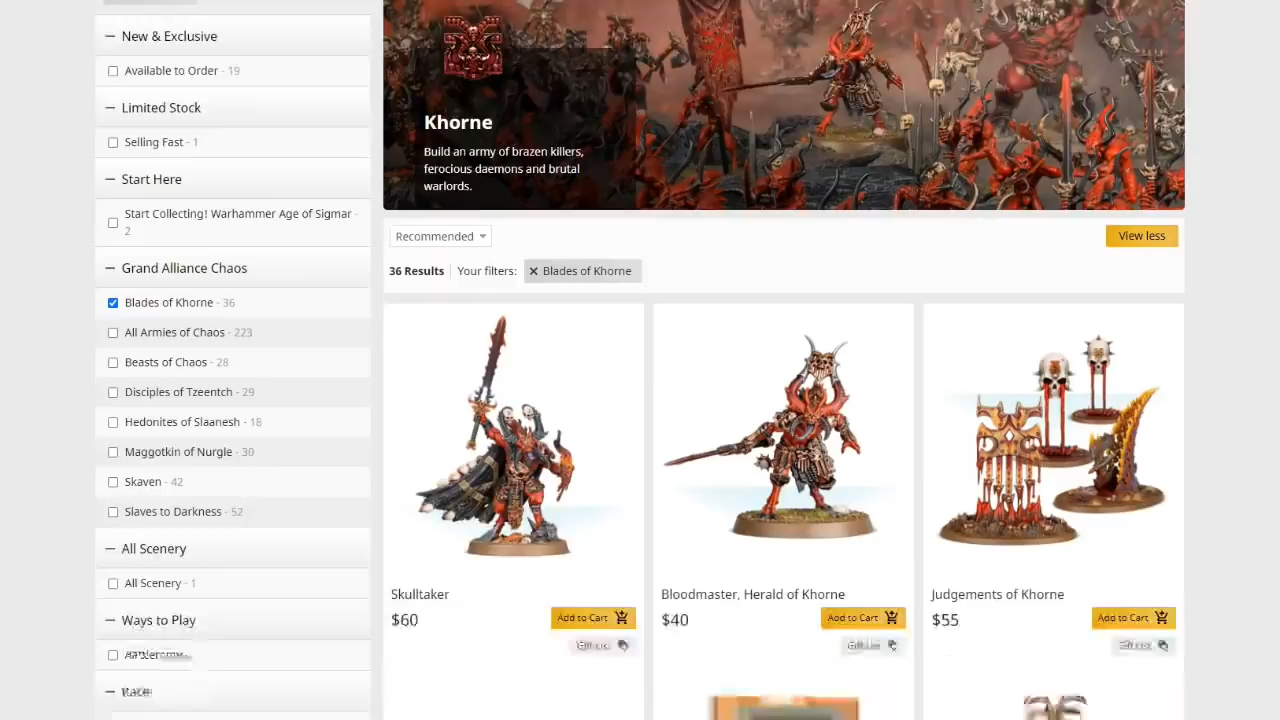 New & Exclusive
Available to Order - 19
Limited Stock
Selling Fast - 1
Start Here
Start Collecting! Warhammer Age of Sigmar -
2
Grand Alliance Chaos
Blades of Khorne - 36
All Armies of Chaos - 223
Beasts of Chaos - 28
Disciples of Tzeentch - 29
Hedonites of Slaanesh - 18
Maggotkin of Nurgle - 30
Skaven - 42
Slaves to Darkness - 52
All Scenery
All Scenery - 1
Ways to Play
Khorne
Build an army of brazen killers,
ferocious daemons and brutal
warlords.
Recommended
View less
36 Results
Your filters:
Blades of Khorne
Skulltaker
$60
Add to Cart
Bloodmaster, Herald of Khorne
$40
Add to Cart
Judgements of Khorne
$55
Add to Cart